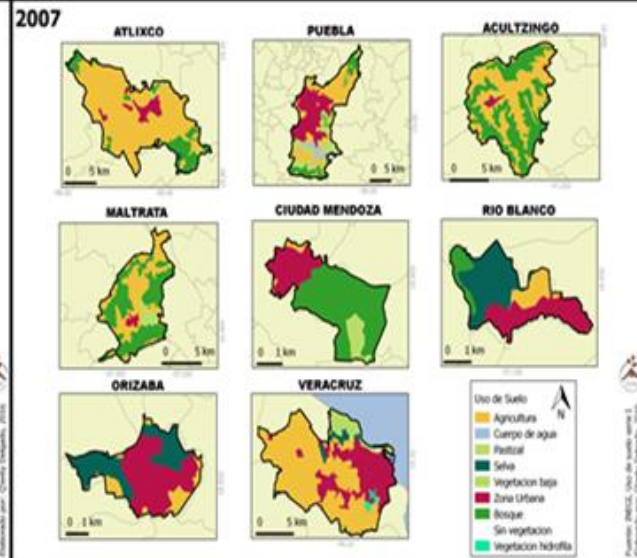 2007
ATLIXCO
PUEBLA
ACULTZINGO
0 5 km
0 5 km
0 5 km
MALTRATA
CIUDAD MENDOZA
RIO BLANCO
0 5 km
0 1 km
0 1 km
ORIZABA
VERACRUZ
0 1 km
0 5 km
Uso de Suelo
N
Agricultura
Cuerpo de agua
Pastizal
Selva
Vegetacion baja
Zona Urbana
Bosque
Sin vegetacion
Vegetacion hidrofila